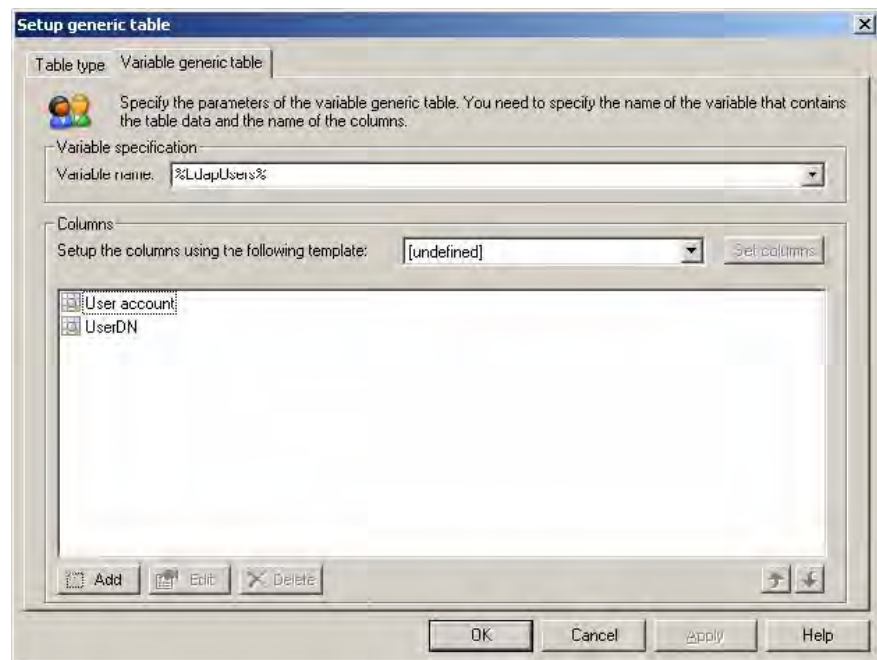 Setup generic table
Table type Variable generic table
Specify the parameters of the variable generic table. You need to specify the name of the variable that contains
the table data and the name of the columns.
Variable specification
Variable name: %LdapUsers%
Columns
Setup the columns using the following template: [undefined] Set columns
User account
UserDN
Add Edit Delete
OK Cancel Apply Help